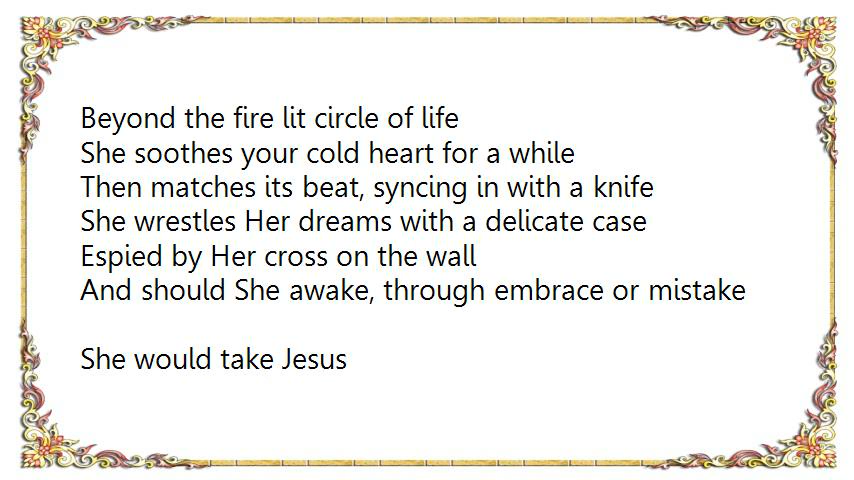 Beyond the fire lit circle of life
She soothes your cold heart for a while
Then matches its beat, syncing in with a knife
She wrestles Her dreams with a delicate case
Espied by Her cross on the wall
And should She awake, through embrace or mistake
She would take Jesus